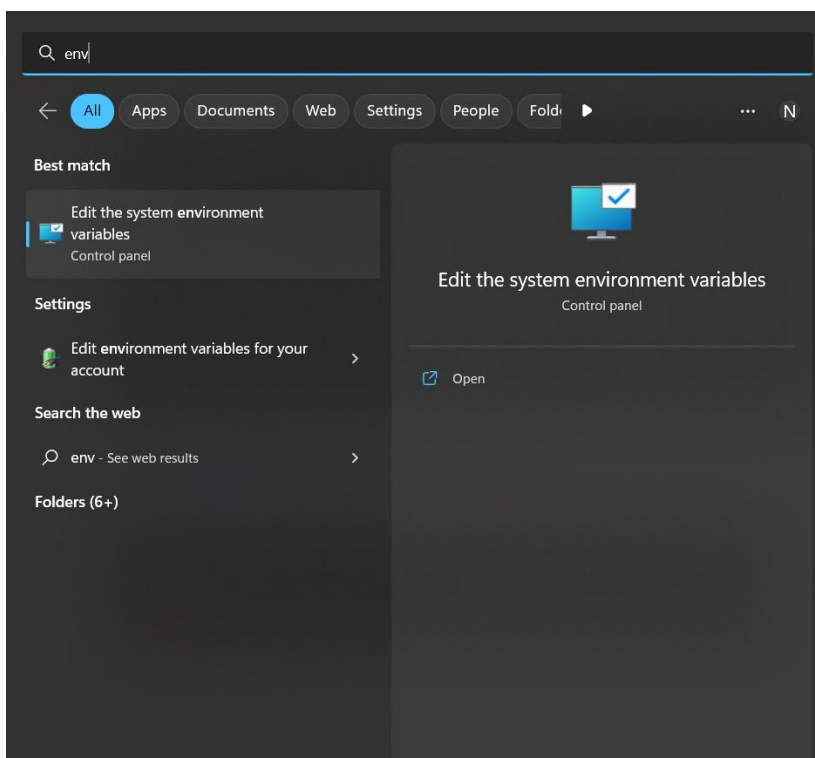 env
All Apps Documents Web Settings People Fold N
Best match
Edit the system environment
variables
Control panel
Settings
Edit environment variables for your
account
Search the web
env - See web results
Folders (6+)
Edit the system environment variables
Control panel
Open